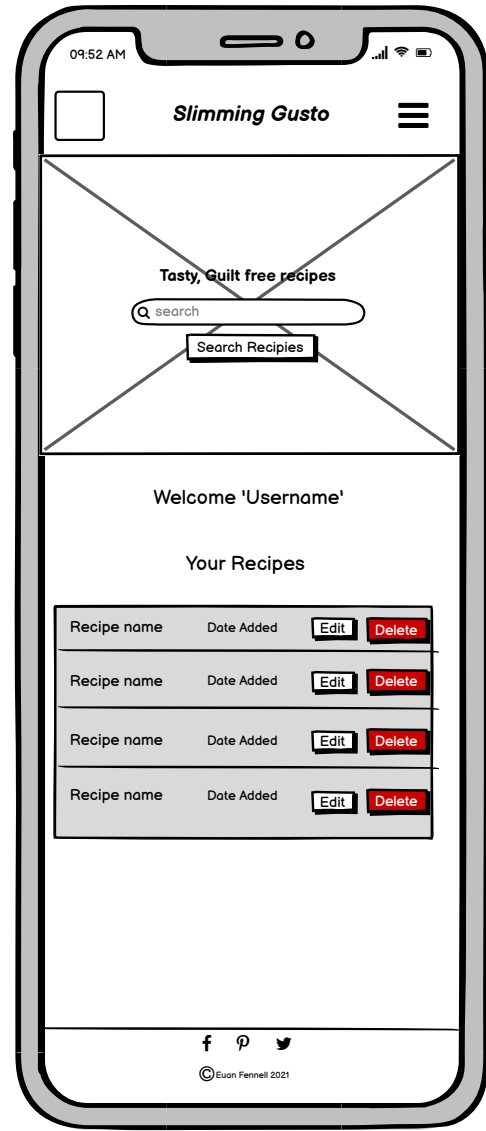 09:52 AM
Slimming Gusto
Tasty, Guilt free recipes
search
Search Recipies
Welcome 'Username'
Your Recipes
Recipe name Date Added Edit Delete
Recipe name Date Added Edit Delete
Recipe name Date Added Edit Delete
Recipe name Date Added Edit Delete
©Euan Fennell 2021